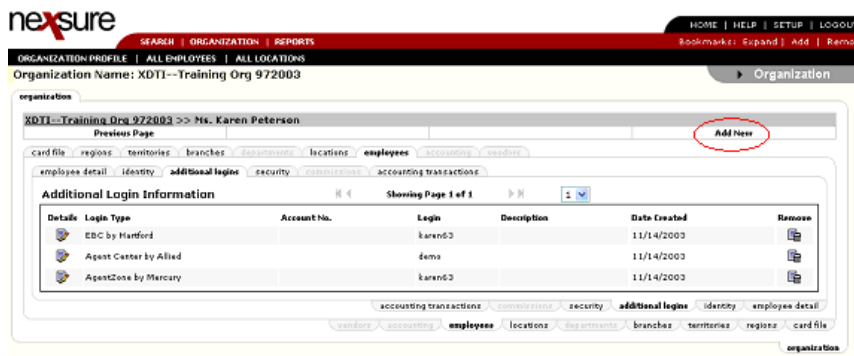 nexsure
HOME | HELP | SETUP | LOGOU
SEARCH | ORGANIZATION | REPORTS
Bookmarks: Expand | Add | Remo
ORGANIZATION PROFILE | ALL EMPLOYEES | ALL LOCATIONS
Organization Name: XDTI--Training Org 972003
Organization
organization
XDTI--Training Org 972003 >> Ms. Karen Peterson
Previous Page Add New
card file regions territories branches departments locations employees accounting vendors
employee detail identity additional logins security commissions accounting transactions
Additional Login Information Showing Page 1 of 1 1
Details Login Type Account No. Login Description Date Created Remove
EBC by Hartford karen63 11/14/2003
Agent Center by Allied demo 11/14/2003
AgentZone by Mercury karen63 11/14/2003
accounting transactions commissions security additional logins identity employee detail
vendors accounting employees locations departments branches territories regions card file
organization